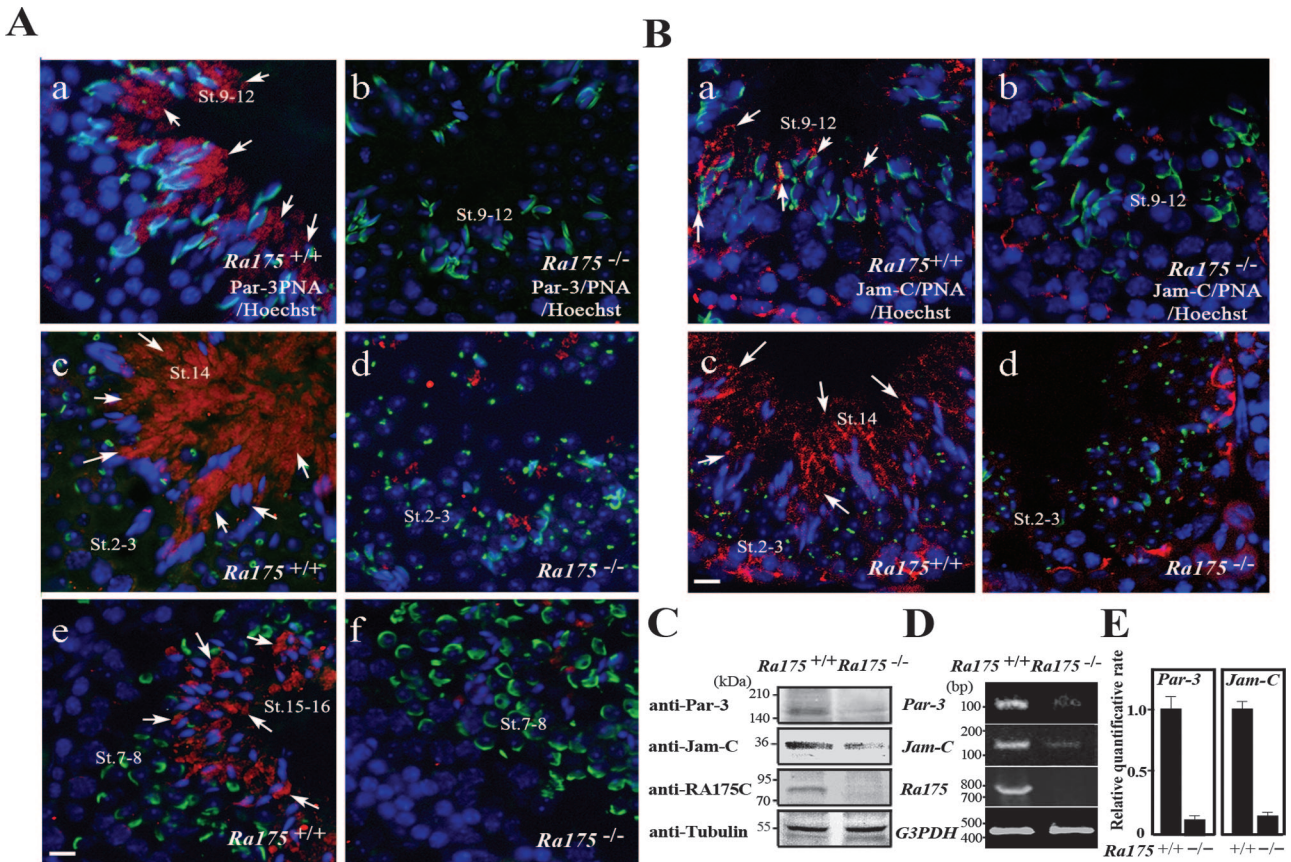 A
a
St.9-12
Ra175 +/+
Par-3PNA
/Hoechst
b
St.9-12
Ra175 -/-
Par-3/PNA
/Hoechst
c
St.14
St.2-3
Ra175 +/+
d
St.2-3
Ra175 -/-
e
St.15-16
St.7-8
Ra175 +/+
f
St.7-8
Ra175 -/-
B
a
St.9-12
Ra175+/+
Jam-C/PNA
/Hoechst
b
St.9-12
Ra175 -/-
Jam-C/PNA
/Hoechst
c
St.14
St.2-3
Ra175+/+
d
St.2-3
Ra175 -/-
C
Ra175 +/+ Ra175 -/-
(kDa)
anti-Par-3
210
140
anti-Jam-C
36
anti-RA175C
95
70
anti-Tubulin
55
D
Ra175 +/+ Ra175 -/-
(bp)
Par-3
100
Jam-C
200
100
Ra175
800
700
G3PDH
500
400
E
Relative quantificative rate
1.0
0.5
0
Par-3
Jam-C
Ra175 +/+ -/- +/+ -/-